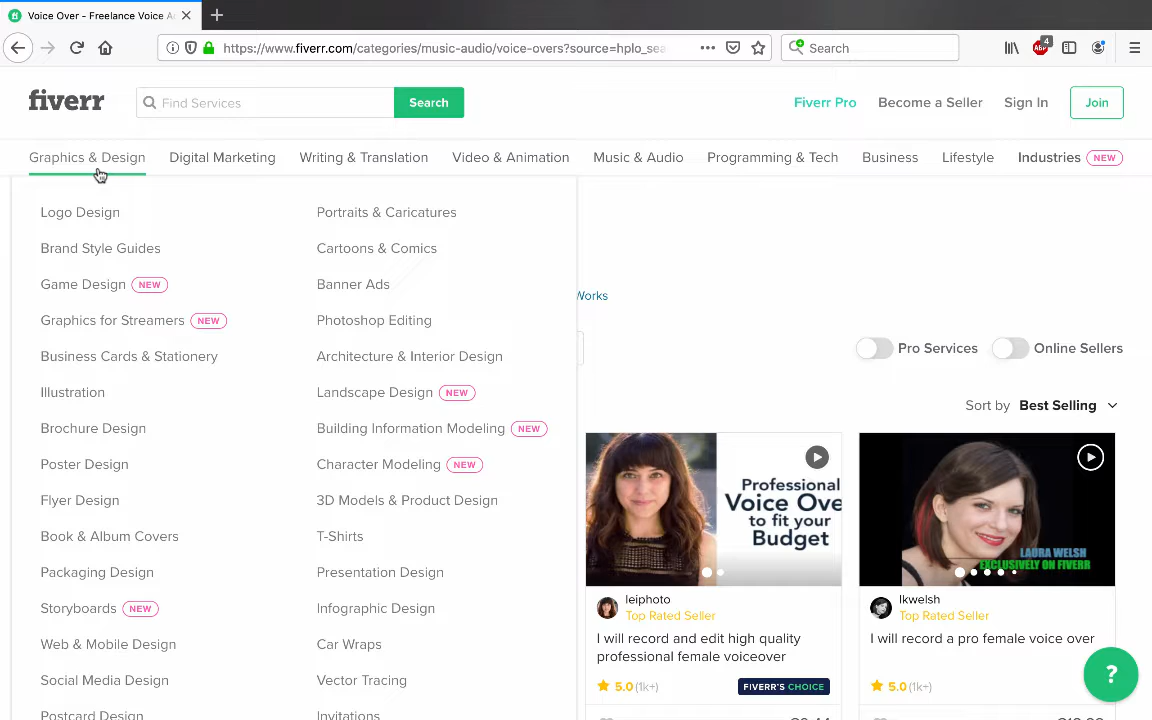 Voice Over - Freelance Voice A
https://www.fiverr.com/categories/music-audio/voice-overs?source=hplo_sea
Search
ABP
4
fiverr
Find Services
Search
Fiverr Pro
Become a Seller
Sign In
Join
Graphics & Design
Digital Marketing
Writing & Translation
Video & Animation
Music & Audio
Programming & Tech
Business
Lifestyle
Industries NEW
Logo Design
Brand Style Guides
Game Design NEW
Graphics for Streamers NEW
Business Cards & Stationery
Illustration
Brochure Design
Poster Design
Flyer Design
Book & Album Covers
Packaging Design
Storyboards NEW
Web & Mobile Design
Social Media Design
Postcard Design
Portraits & Caricatures
Cartoons & Comics
Banner Ads
Photoshop Editing
Architecture & Interior Design
Landscape Design NEW
Building Information Modeling NEW
Character Modeling NEW
3D Models & Product Design
T-Shirts
Presentation Design
Infographic Design
Car Wraps
Vector Tracing
Invitations
Works
Pro Services
Online Sellers
Sort by Best Selling
Professional
Voice Ove
to fit your
Budget
leiphoto
Top Rated Seller
I will record and edit high quality
professional female voiceover
5.0 (1k+)
FIVERR'S CHOICE
LAURA WELSH
EXCLUSIVELY ON FIVERR
lkwelsh
Top Rated Seller
I will record a pro female voice over
5.0 (1k+)
?